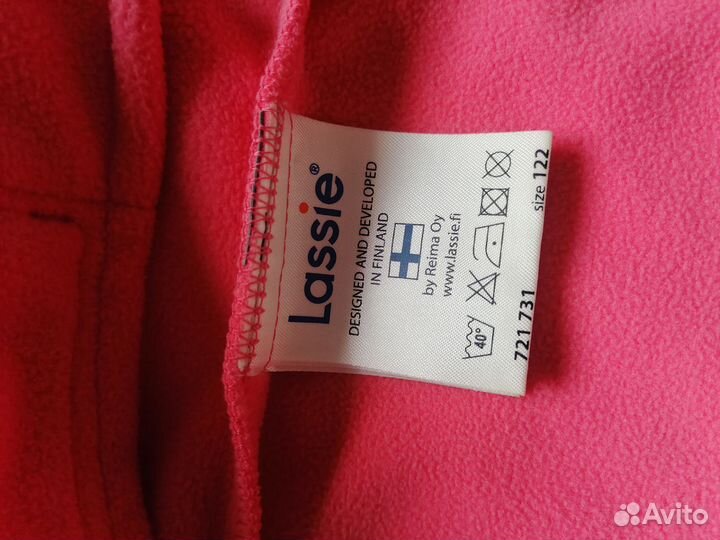 Lassie®
DESIGNED AND DEVELOPED
IN FINLAND
by Reima Oy
www.lassie.fi
40°
721 731
size 122
Avito